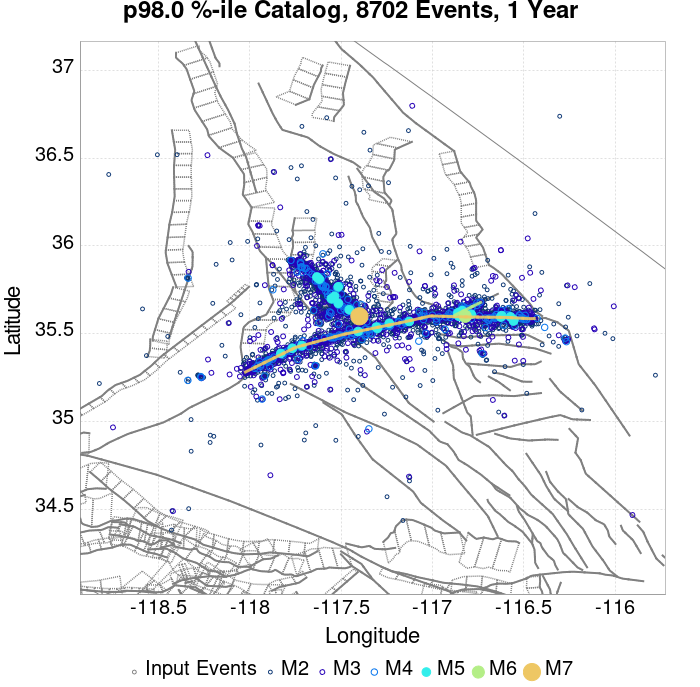 p98.0 %-ile Catalog, 8702 Events, 1 Year
37
36.5
36
35.5
35
34.5
Latitude
-118.5 -118 -117.5 -117 -116.5 -116
Longitude
Input Events M2 M3 M4 M5 M6 M7